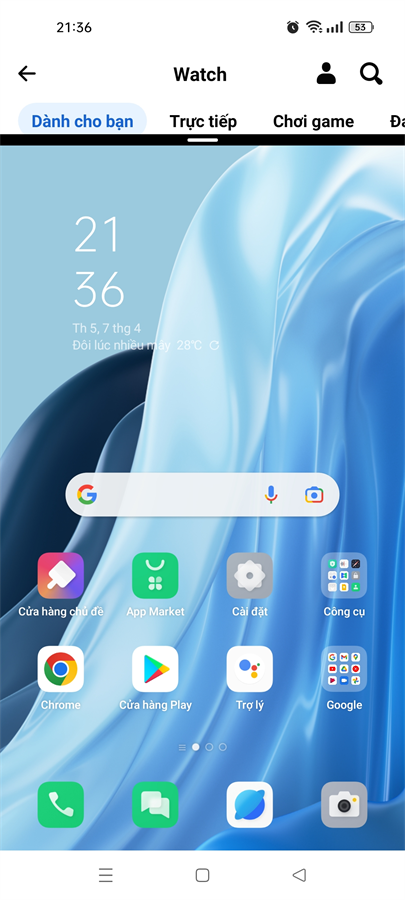 21:36
53
Watch
Dành cho bạn
Trực tiếp
Chơi game
21
36
Th 5, 7 thg 4
Đôi lúc nhiều mây 28°C
Cửa hàng chủ đề
App Market
Cài đặt
Công cụ
Chrome
Cửa hàng Play
Trợ lý
Google